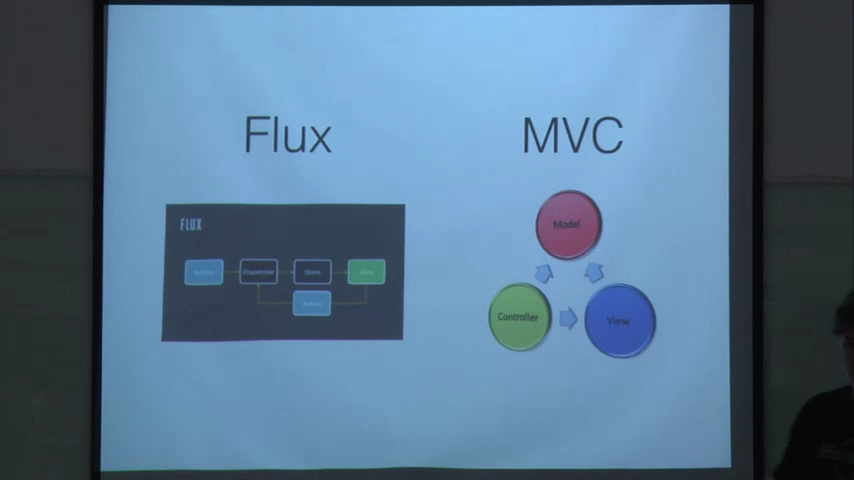 Flux
MVC
FLUX
Action
Dispatcher
Store
View
Action
Model
Controller
View